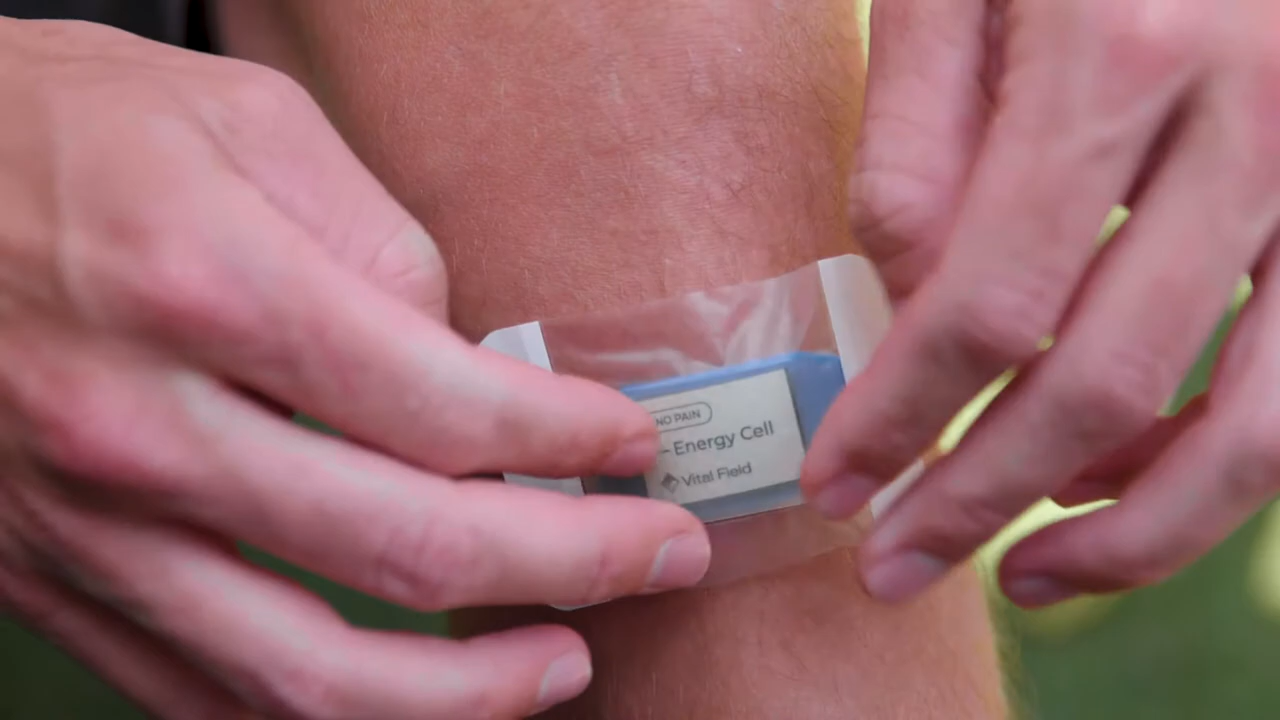 NO PAIN
– Energy Cell
Vital Field